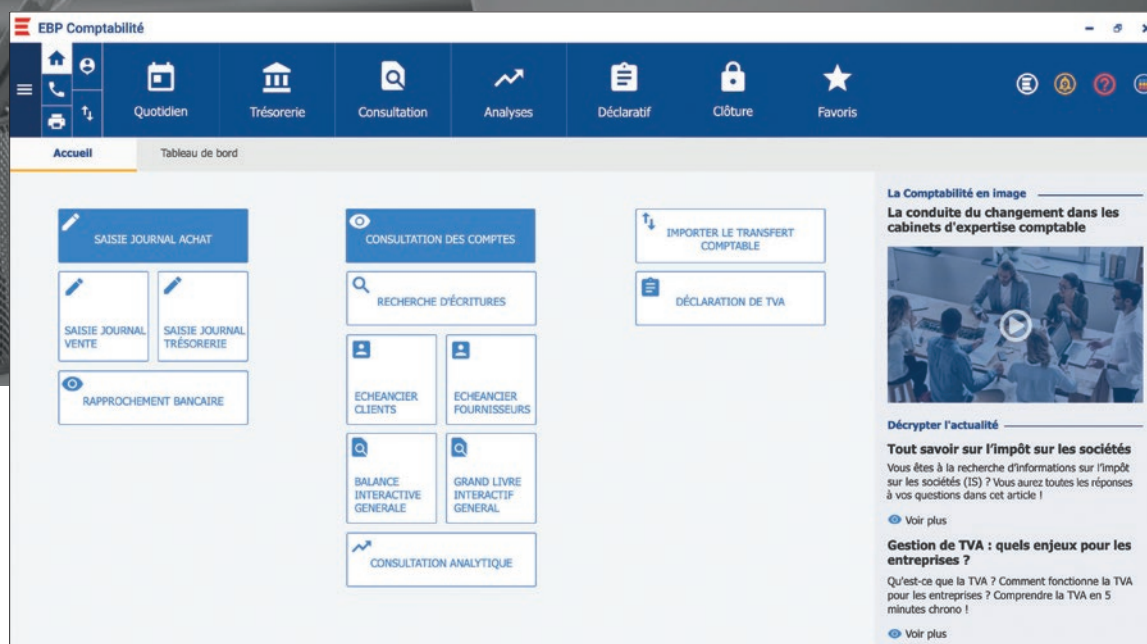 EBP Comptabilité
Quotidien
Trésorerie
Consultation
Analyses
Déclaratif
Clôture
Favoris
Accueil
Tableau de bord
SAISIE JOURNAL ACHAT
SAISIE JOURNAL
VENTE
SAISIE JOURNAL
TRÉSORERIE
RAPPROCHEMENT BANCAIRE
CONSULTATION DES COMPTES
RECHERCHE D'ÉCRITURES
ECHEANCIER
CLIENTS
ECHEANCIER
FOURNISSEURS
BALANCE
INTERACTIVE
GENERALE
GRAND LIVRE
INTERACTIF
GENERAL
CONSULTATION ANALYTIQUE
IMPORTER LE TRANSFERT
COMPTABLE
DÉCLARATION DE TVA
La Comptabilité en image
La conduite du changement dans les
cabinets d'expertise comptable
Décrypter l'actualité
Tout savoir sur l'impôt sur les sociétés
Vous êtes à la recherche d'informations sur l'impôt
sur les sociétés (IS) ? Vous aurez toutes les réponses
à vos questions dans cet article !
Voir plus
Gestion de TVA : quels enjeux pour les
entreprises ?
Qu'est-ce que la TVA ? Comment fonctionne la TVA
pour les entreprises ? Comprendre la TVA en 5
minutes chrono !
Voir plus